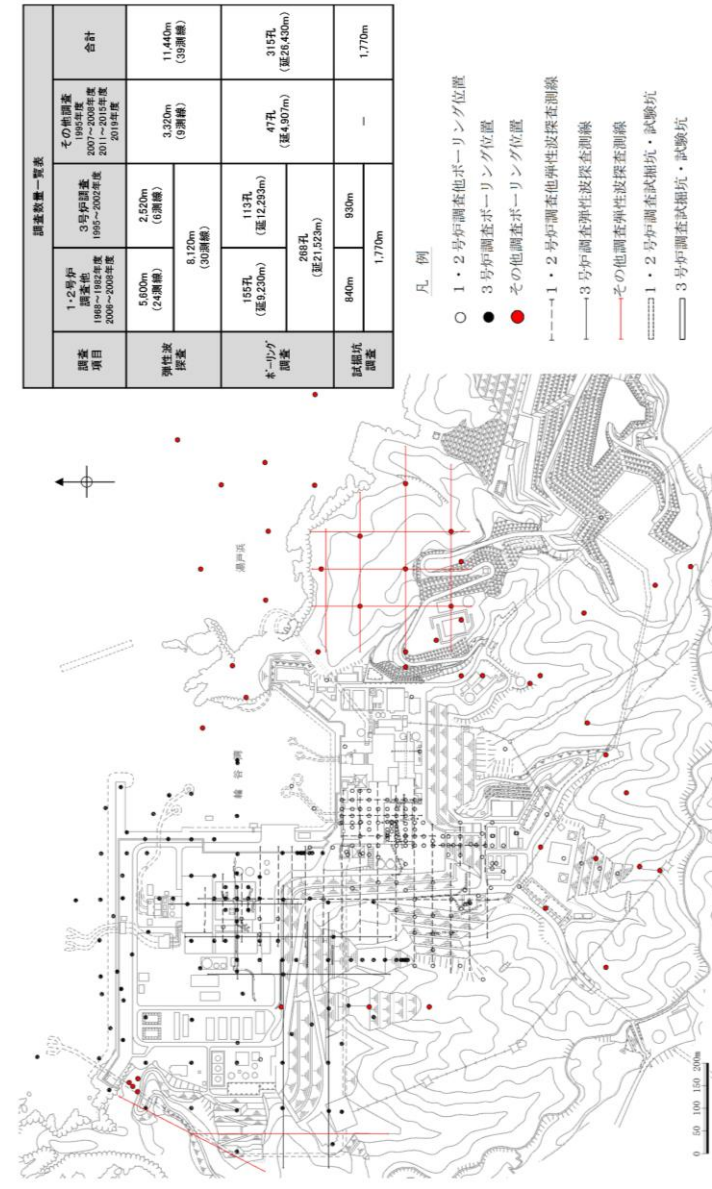 調査数量一覧表
調査
項目
1・2号炉
調査他
1968～1982年度
2006～2008年度
3号炉調査
1995～2002年度
その他調査
1995年度
2007～2008年度
2011～2015年度
2019年度
合計
弾性波
探査
5,600m
(24測線)
2,520m
(6測線)
8,120m
(30測線)
3,320m
(9測線)
11,440m
(39測線)
ボーリング
調査
155孔
(延9,230m)
113孔
(延12,293m)
268孔
(延21,523m)
47孔
(延4,907m)
315孔
(延26,430m)
試掘坑
調査
840m
930m
1,770m
－
1,770m
凡 例
1・2号炉調査他ボーリング位置
3号炉調査ボーリング位置
その他調査ボーリング位置
1・2号炉調査他弾性波探査測線
3号炉調査弾性波探査測線
その他調査弾性波探査測線
1・2号炉調査試掘坑・試験坑
3号炉調査試掘坑・試験坑
輪谷湾
0 50 100 150 200m